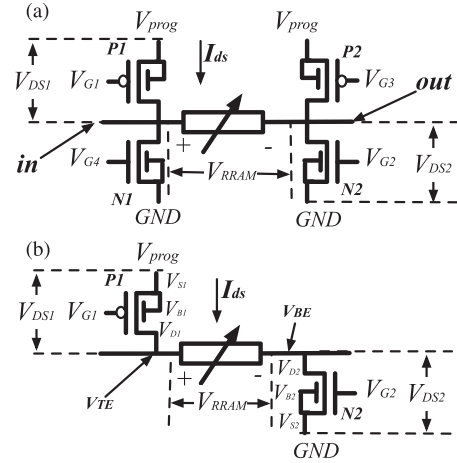 (a)
Vprog Vprog
P1 Ids P2
VDS1 VG1 VG3
out
in + -
VG4 VRRAM VG2 VDS2
N1 N2
GND GND
(b)
Vprog
P1 VS1 Ids
VDS1 VG1 VB1 VBE
VD1
+ - VD2
VTE VRRAM VB2 VG2 VDS2
VS2 N2
GND